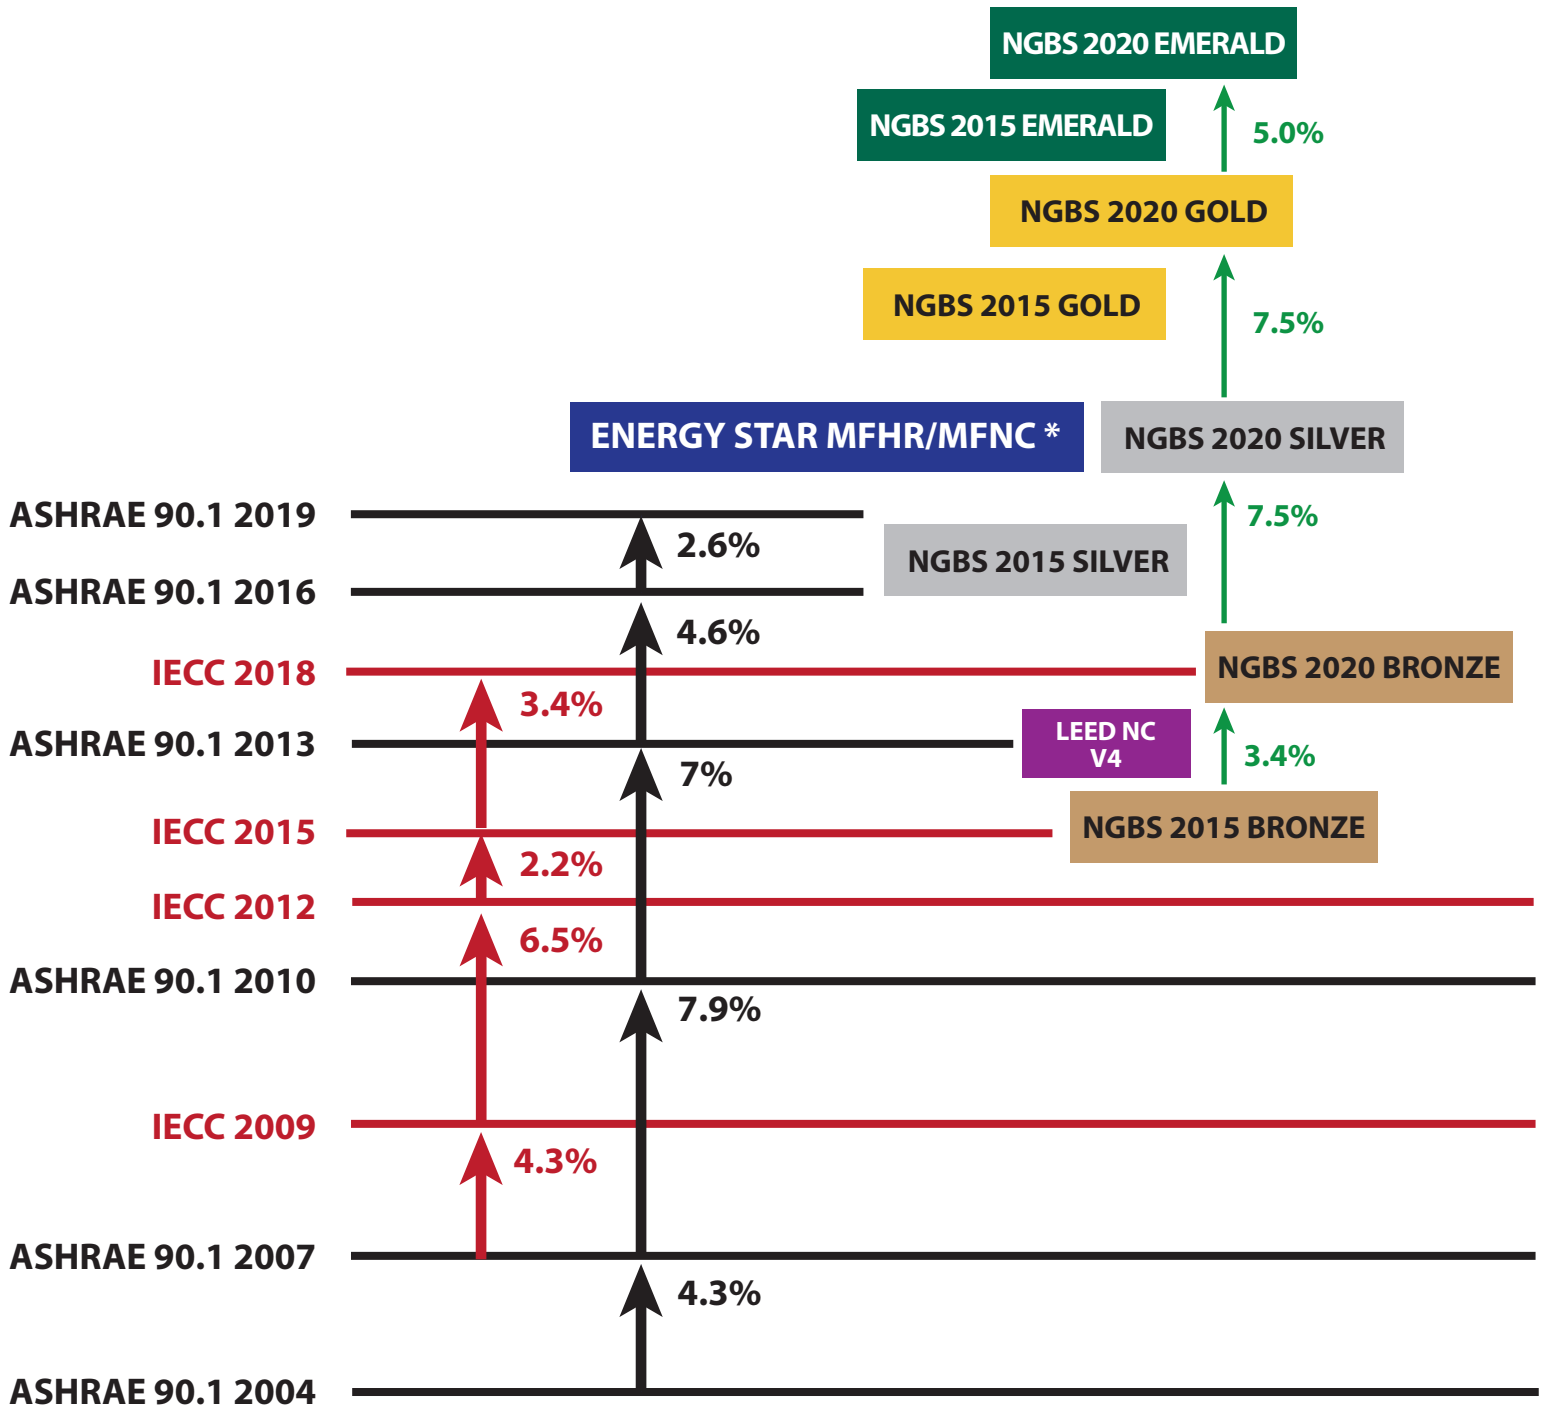 NGBS 2020 EMERALD
NGBS 2015 EMERALD
5.0%
NGBS 2020 GOLD
NGBS 2015 GOLD
7.5%
ENERGY STAR MFHR/MFNC *
NGBS 2020 SILVER
ASHRAE 90.1 2019
7.5%
2.6%
NGBS 2015 SILVER
ASHRAE 90.1 2016
4.6%
IECC 2018
NGBS 2020 BRONZE
3.4%
ASHRAE 90.1 2013
LEED NC
V4
3.4%
7%
IECC 2015
NGBS 2015 BRONZE
2.2%
IECC 2012
6.5%
ASHRAE 90.1 2010
7.9%
IECC 2009
4.3%
ASHRAE 90.1 2007
4.3%
ASHRAE 90.1 2004